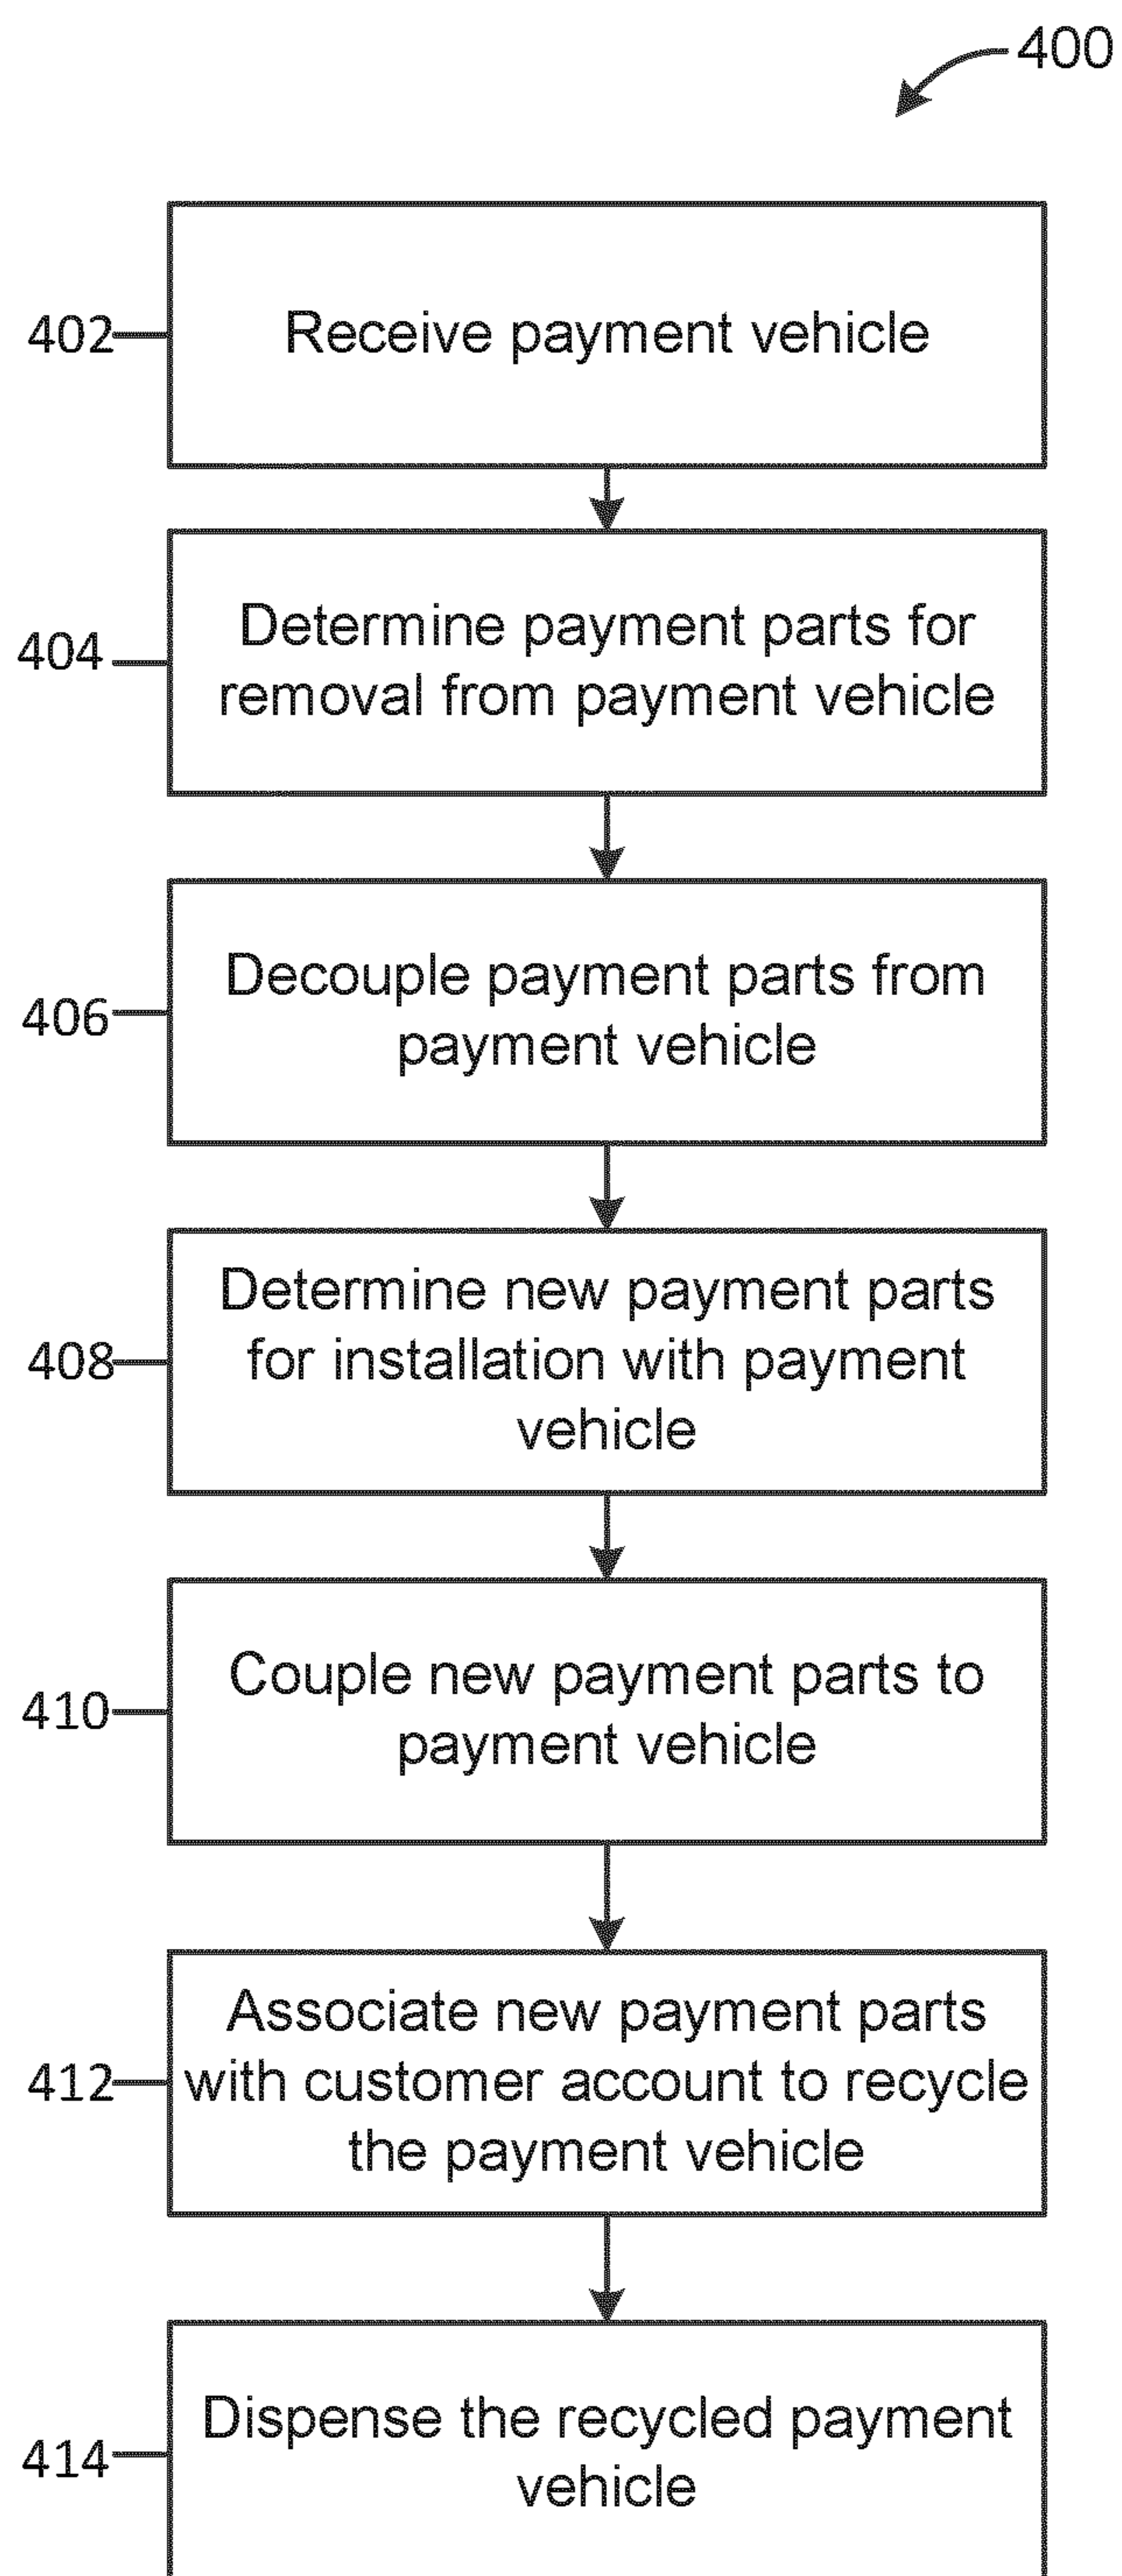 400
402
Receive payment vehicle
404
Determine payment parts for
removal from payment vehicle
406
Decouple payment parts from
payment vehicle
408
Determine new payment parts
for installation with payment
vehicle
410
Couple new payment parts to
payment vehicle
412
Associate new payment parts
with customer account to recycle
the payment vehicle
414
Dispense the recycled payment
vehicle